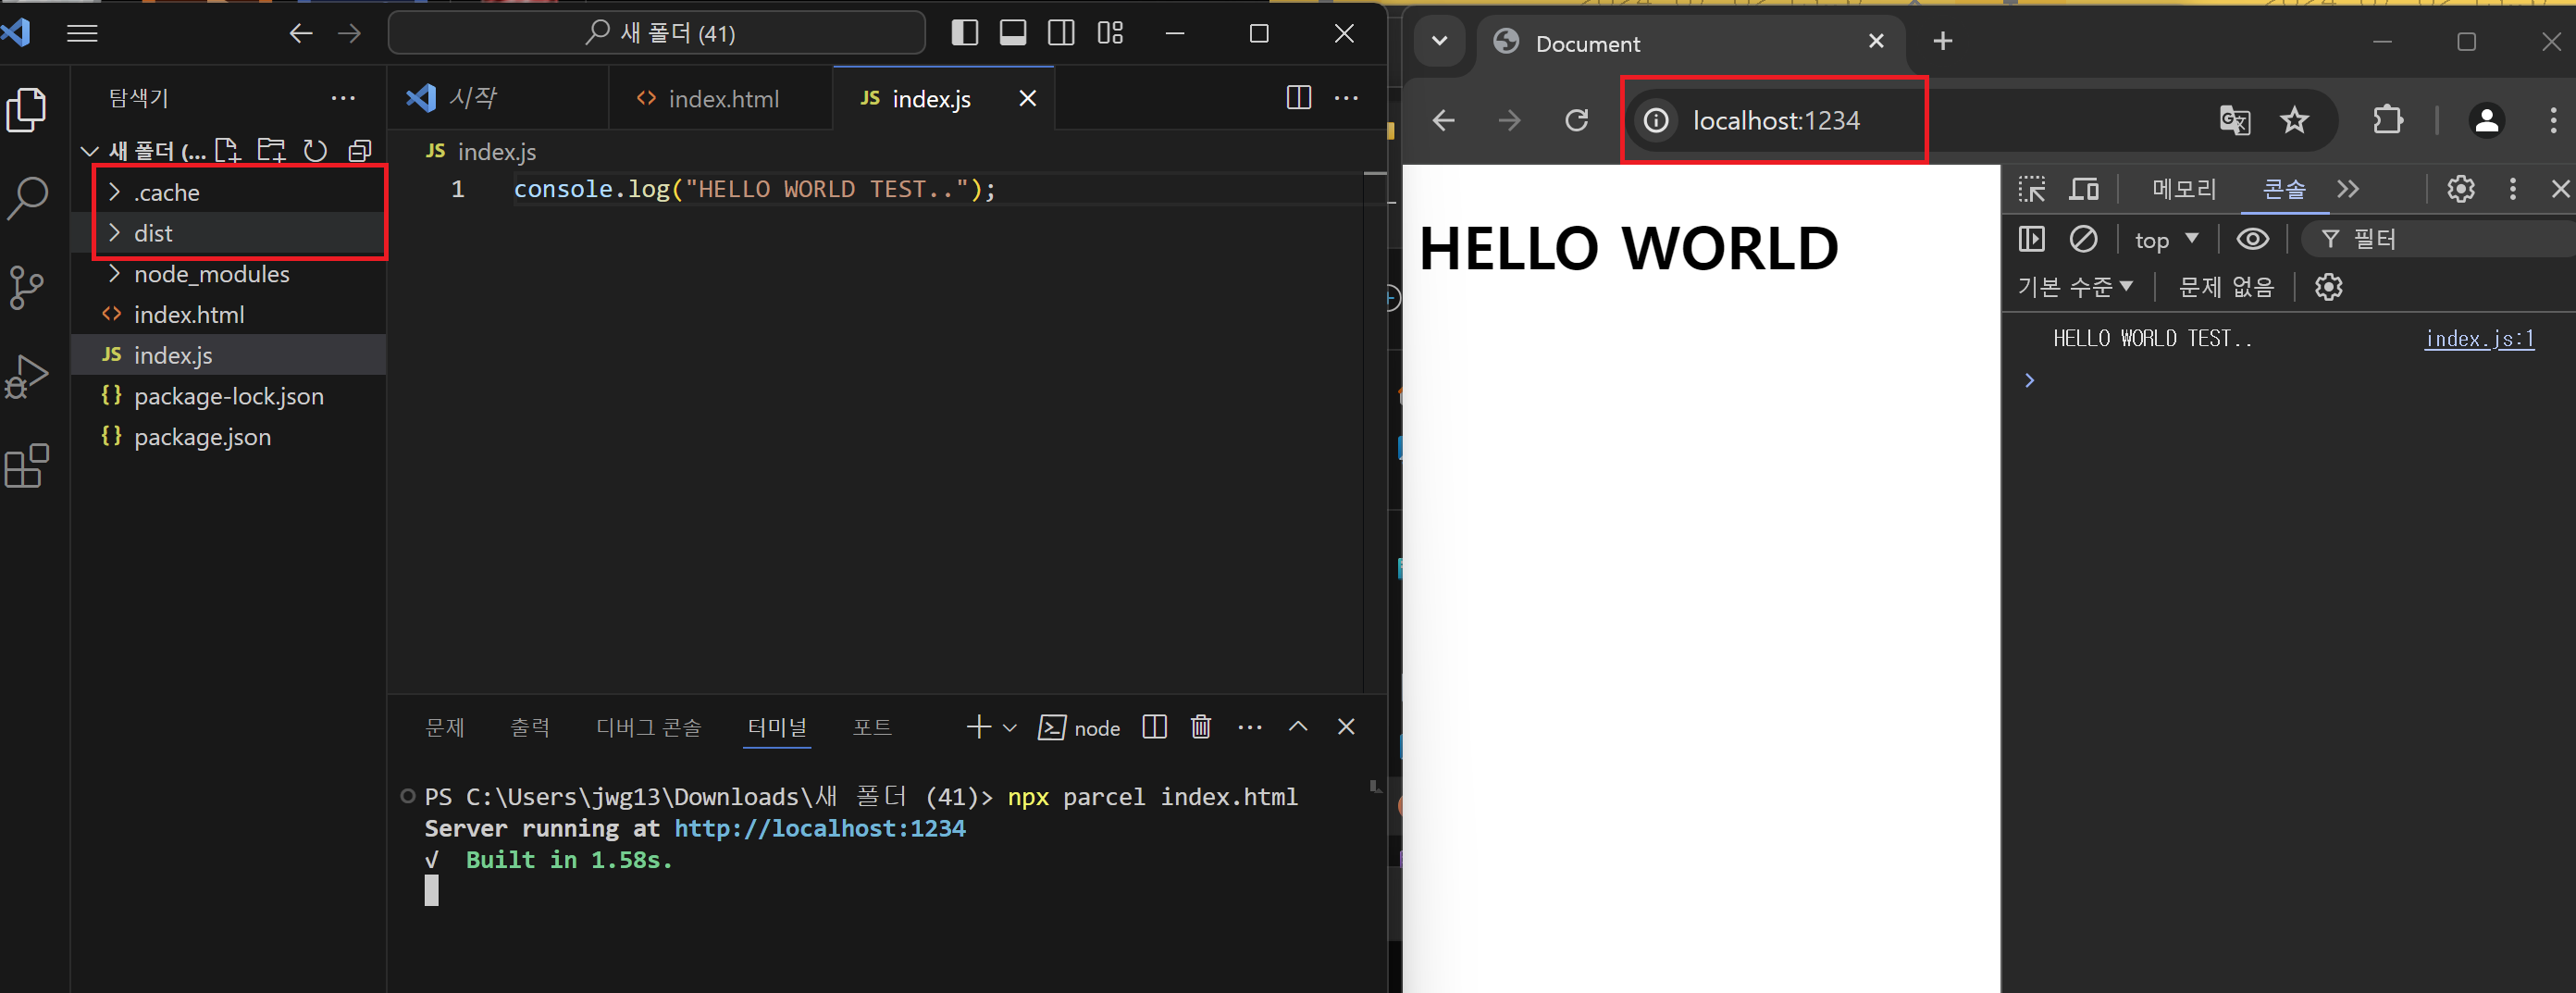 새 폴더 (41)
탐색기
새 폴더 (...
.cache
dist
node_modules
index.html
JS index.js
{} package-lock.json
{} package.json
시작
index.html
JS index.js
JS index.js
1 console.log("HELLO WORLD TEST..");
문제 출력 디버그 콘솔 터미널 포트
node
PS C:\Users\jwg13\Downloads\새 폴더 (41)> npx parcel index.html
Server running at http://localhost:1234
√ Built in 1.58s.
Document
localhost:1234
HELLO WORLD
메모리 콘솔
top
필터
기본 수준 문제 없음
HELLO WORLD TEST.. index.js:1